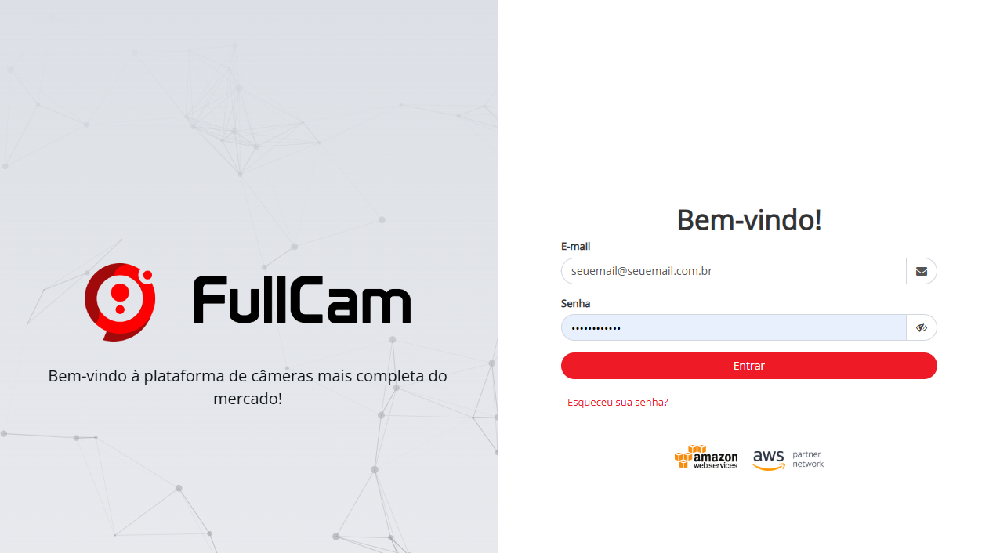 FullCam
Bem-vindo à plataforma de câmeras mais completa do
mercado!
Bem-vindo!
E-mail
seuemail@seuemail.com.br
Senha
••••••••••••
Entrar
Esqueceu sua senha?
amazon
web services
aws
partner
network